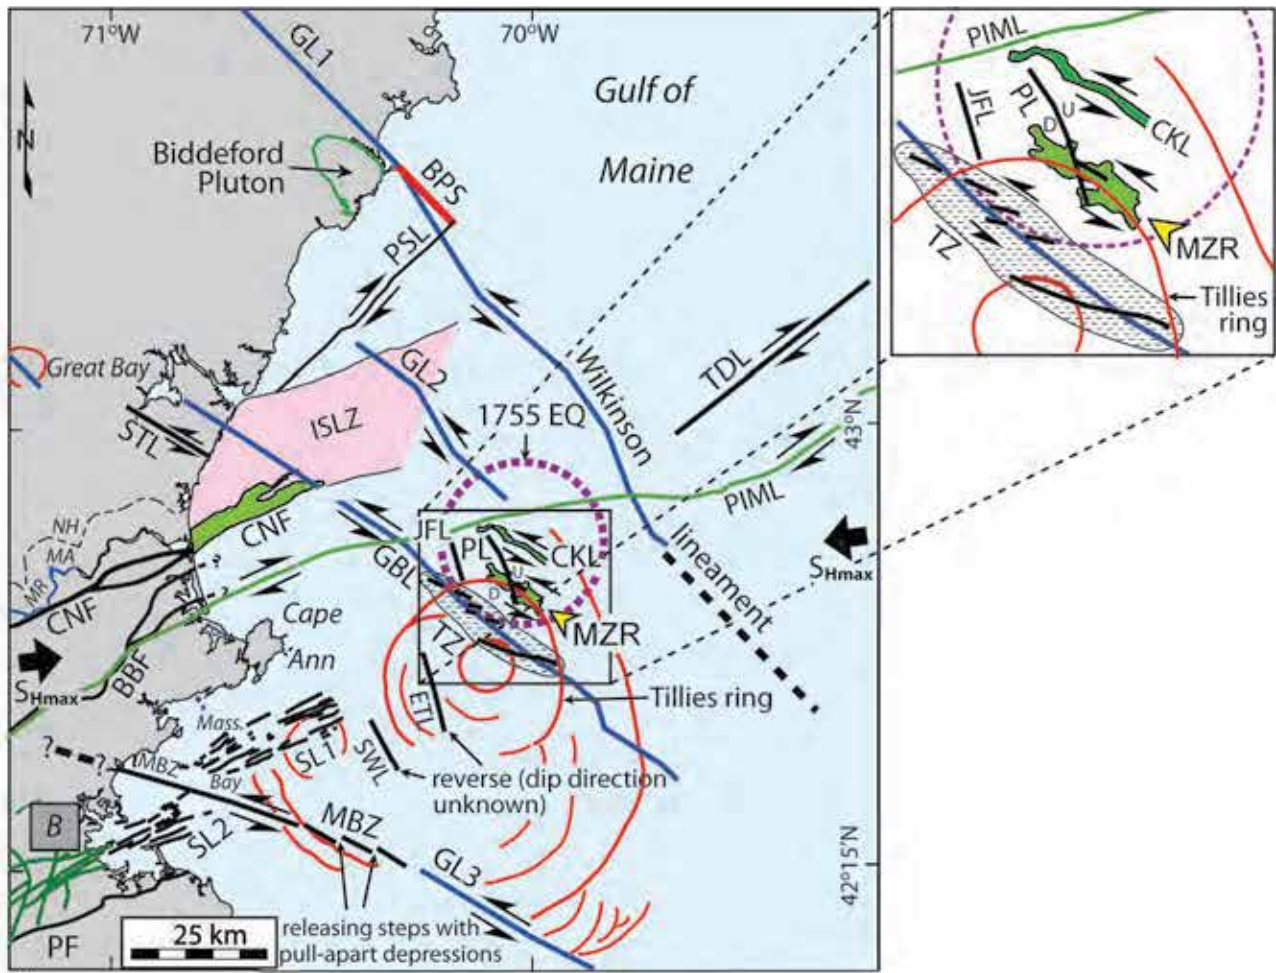 71°W
70°W
GL1
Gulf of
Maine
N
Biddeford
Pluton
BPS
PSL
Great Bay
GL2
Wilkinson
lineament
TDL
1755 EQ
43°N
ISLZ
STL
PIML
CNF
JFL
PL
CKL
U
D
GBL
NH
MA
MR
CNF
SHmax
Cape
Ann
MZR
TZ
BBF
SHmax
Tillies ring
ETL
Mass.
Bay
SL1
SWL
reverse (dip direction
unknown)
?
?
MBZ
MBZ
B
SL2
GL3
42°15'N
releasing steps with
pull-apart depressions
25 km
PF
PIML
JFL
PL
U
D
CKL
TZ
MZR
Tillies
ring
?
?